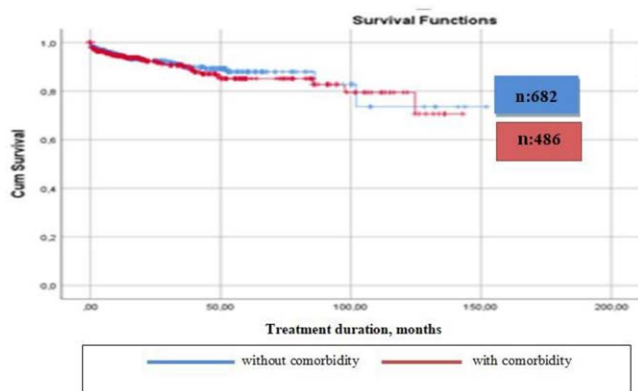 Survival Functions
1,0
0,8
0,6
0,4
0,2
0,0
Cum Survival
n:682
n:486
,00 50,00 100,00 150,00 200,00
Treatment duration, months
without comorbidity with comorbidity